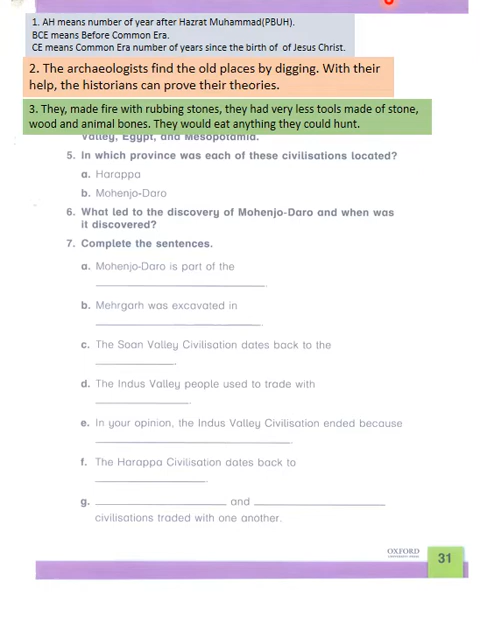 1. AH means number of year after Hazrat Muhammad(PBUH).
BCE means Before Common Era.
CE means Common Era number of years since the birth of of Jesus Christ.
2. The archaeologists find the old places by digging. With their
help, the historians can prove their theories.
3. They, made fire with rubbing stones, they had very less tools made of stone,
wood and animal bones. They would eat anything they could hunt.
Valley, Egypt, and Mesopotamia.
5. In which province was each of these civilisations located?
a. Harappa
b. Mohenjo-Daro
6. What led to the discovery of Mohenjo-Daro and when was
it discovered?
7. Complete the sentences.
a. Mohenjo-Daro is part of the
b. Mehrgarh was excavated in
c. The Soan Valley Civilisation dates back to the
d. The Indus Valley people used to trade with
e. In your opinion, the Indus Valley Civilisation ended because
f. The Harappa Civilisation dates back to
g. and
civilisations traded with one another.
OXFORD
UNIVERSITY PRESS
31